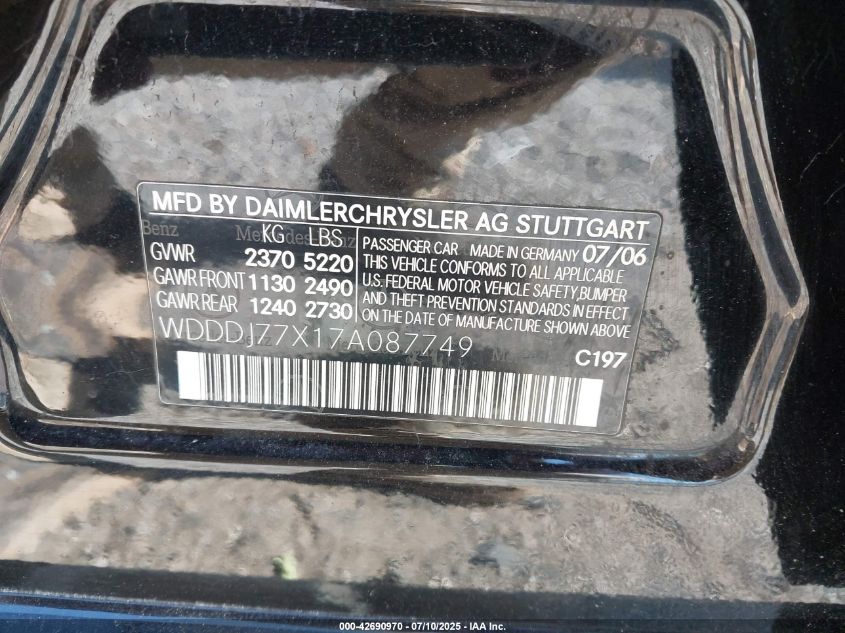 MFD BY DAIMLERCHRYSLER AG STUTTGART
Benz Mercedes-Benz
KG LBS
GVWR 2370 5220
GAWR FRONT 1130 2490
GAWR REAR 1240 2730
PASSENGER CAR MADE IN GERMANY 07/06
THIS VEHICLE CONFORMS TO ALL APPLICABLE
U.S. FEDERAL MOTOR VEHICLE SAFETY, BUMPER
AND THEFT PREVENTION STANDARDS IN EFFECT
ON THE DATE OF MANUFACTURE SHOWN ABOVE.
WDDDJ77X17A087749
C197
000-42690970 - 07/10/2025 - IAA Inc.